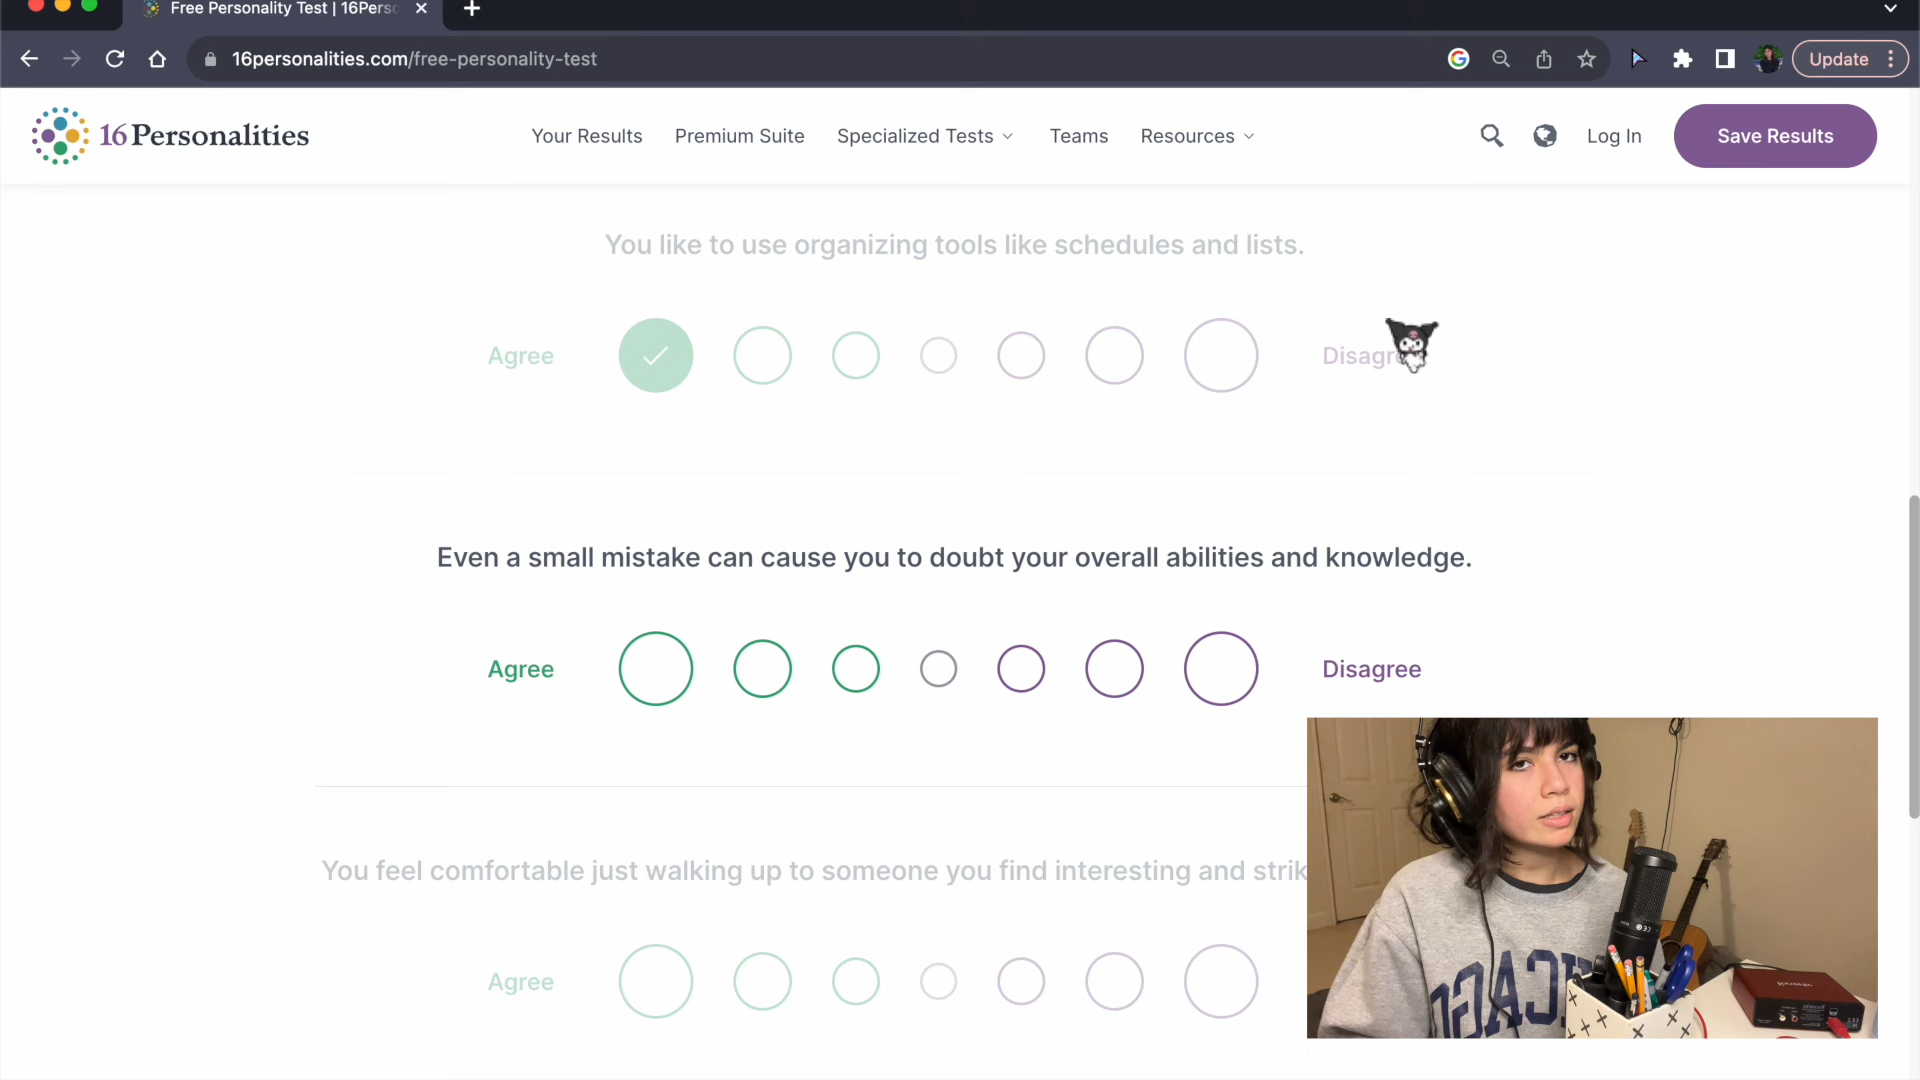 Free Personality Test | 16Pers
16personalities.com/free-personality-test
Update
16Personalities
Your Results
Premium Suite
Specialized Tests
Teams
Resources
Log In
Save Results
You like to use organizing tools like schedules and lists.
Agree
Disagre
Even a small mistake can cause you to doubt your overall abilities and knowledge.
Agree
Disagree
You feel comfortable just walking up to someone you find interesting and strik
Agree